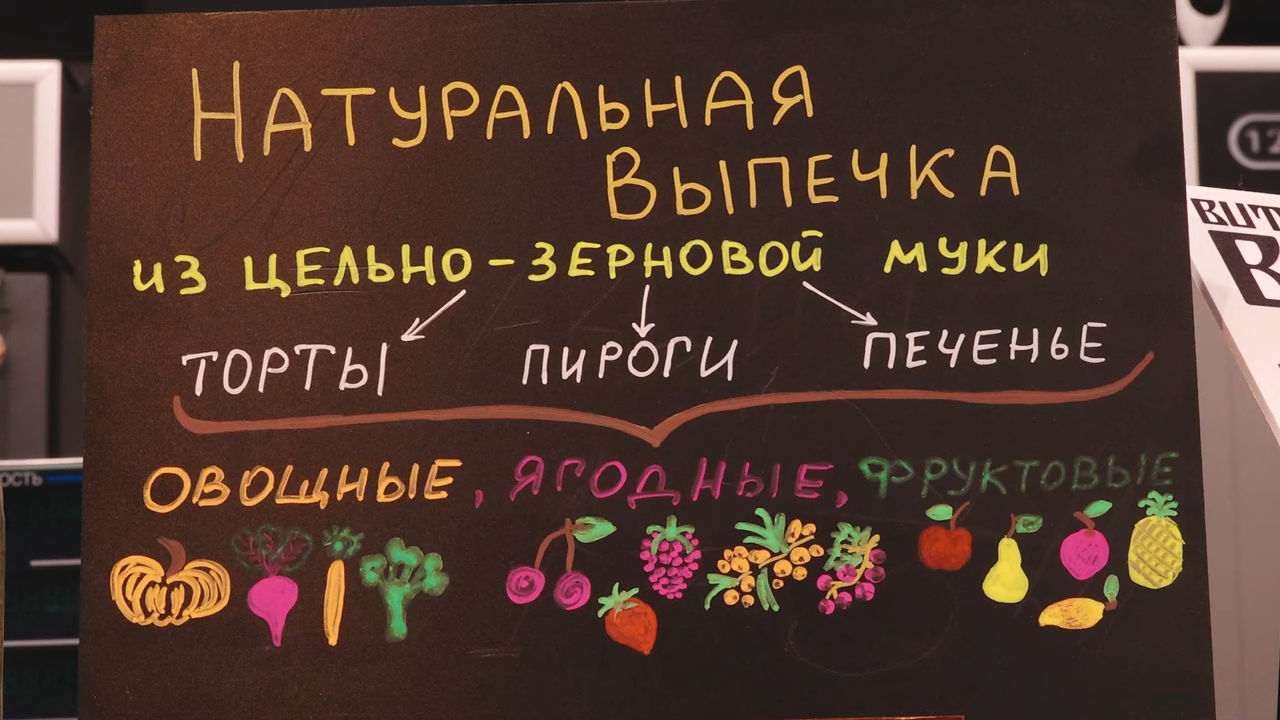 НАТУРАЛЬНАЯ
ВЫПЕЧКА
ИЗ ЦЕЛЬНО-ЗЕРНОВОЙ МУКИ
ТОРТЫ ПИРОГИ ПЕЧЕНЬЕ
ОВОЩНЫЕ, ЯГОДНЫЕ, ФРУКТОВЫЕ